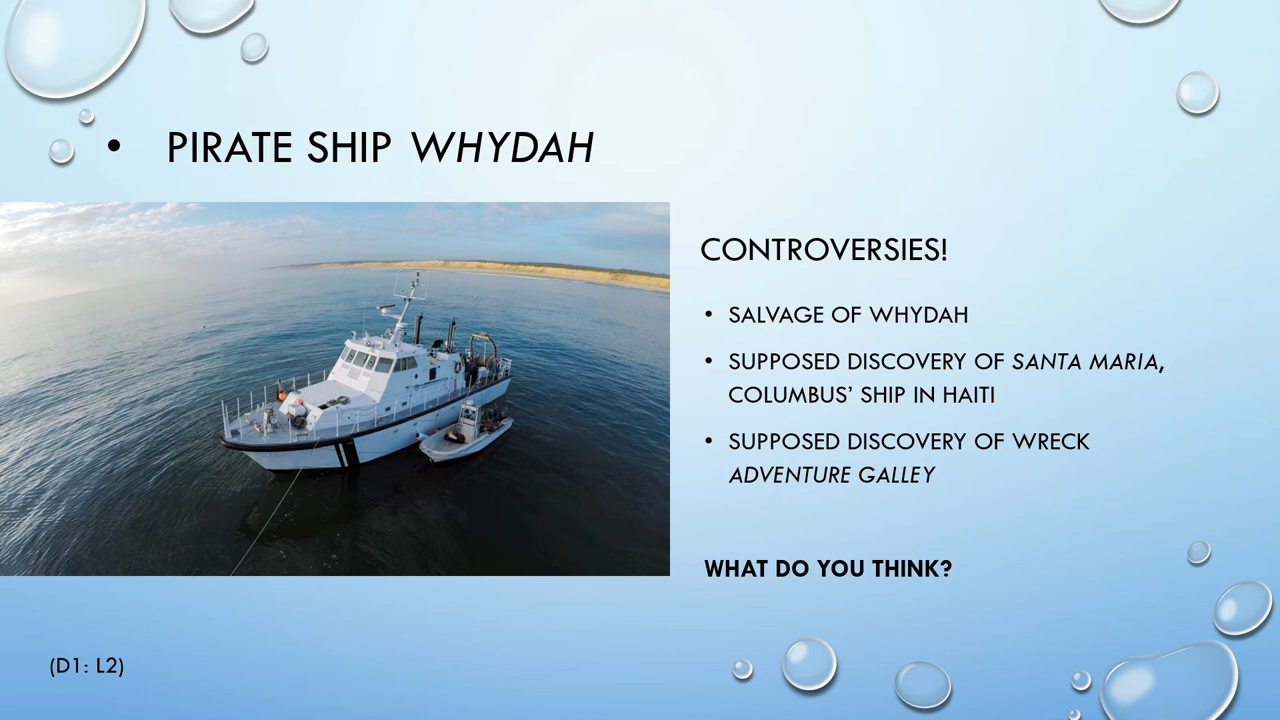 • PIRATE SHIP WHYDAH
CONTROVERSIES!
• SALVAGE OF WHYDAH
• SUPPOSED DISCOVERY OF SANTA MARIA,
COLUMBUS’ SHIP IN HAITI
• SUPPOSED DISCOVERY OF WRECK
ADVENTURE GALLEY
WHAT DO YOU THINK?
(D1: L2)